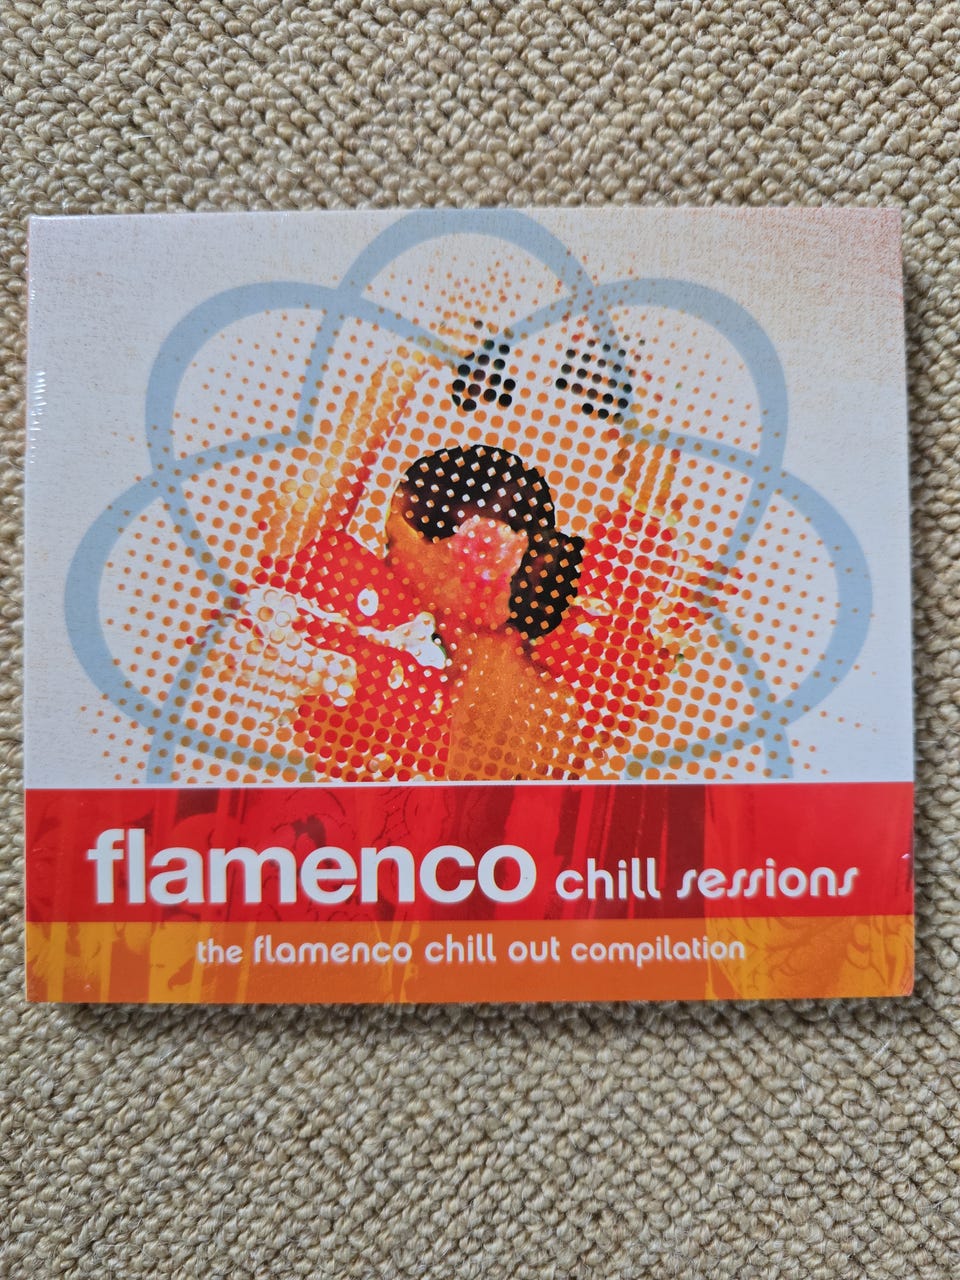 flamenco chill sessions
the flamenco chill out compilation